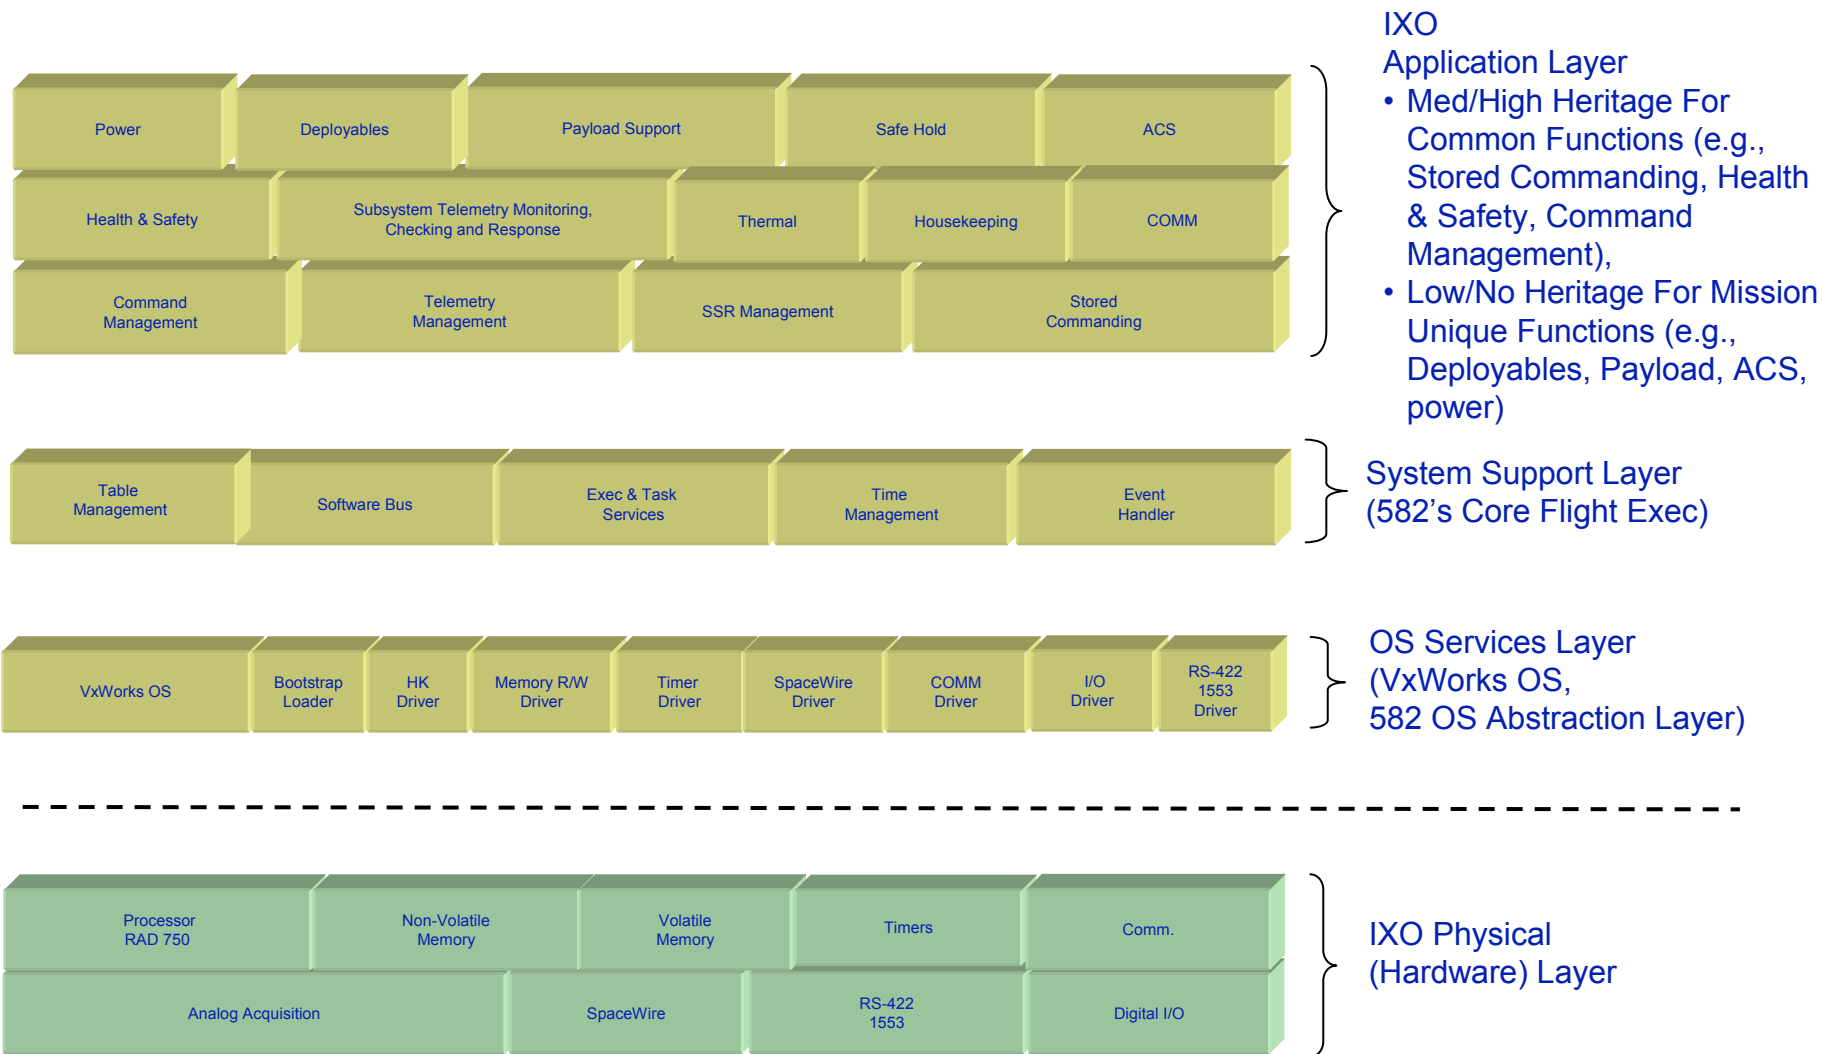 IXO
Application Layer
• Med/High Heritage For
Common Functions (e.g.,
Stored Commanding, Health
& Safety, Command
Management),
• Low/No Heritage For Mission
Unique Functions (e.g.,
Deployables, Payload, ACS,
power)
Power
Deployables
Payload Support
Safe Hold
ACS
Health & Safety
Subsystem Telemetry Monitoring,
Checking and Response
Thermal
Housekeeping
COMM
Command
Management
Telemetry
Management
SSR Management
Stored
Commanding
Table
Management
Software Bus
Exec & Task
Services
Time
Management
Event
Handler
System Support Layer
(582's Core Flight Exec)
VxWorks OS
Bootstrap
Loader
HK
Driver
Memory R/W
Driver
Timer
Driver
SpaceWire
Driver
COMM
Driver
I/O
Driver
RS-422
1553
Driver
OS Services Layer
(VxWorks OS,
582 OS Abstraction Layer)
Processor
RAD 750
Non-Volatile
Memory
Volatile
Memory
Timers
Comm.
Analog Acquisition
SpaceWire
RS-422
1553
Digital I/O
IXO Physical
(Hardware) Layer